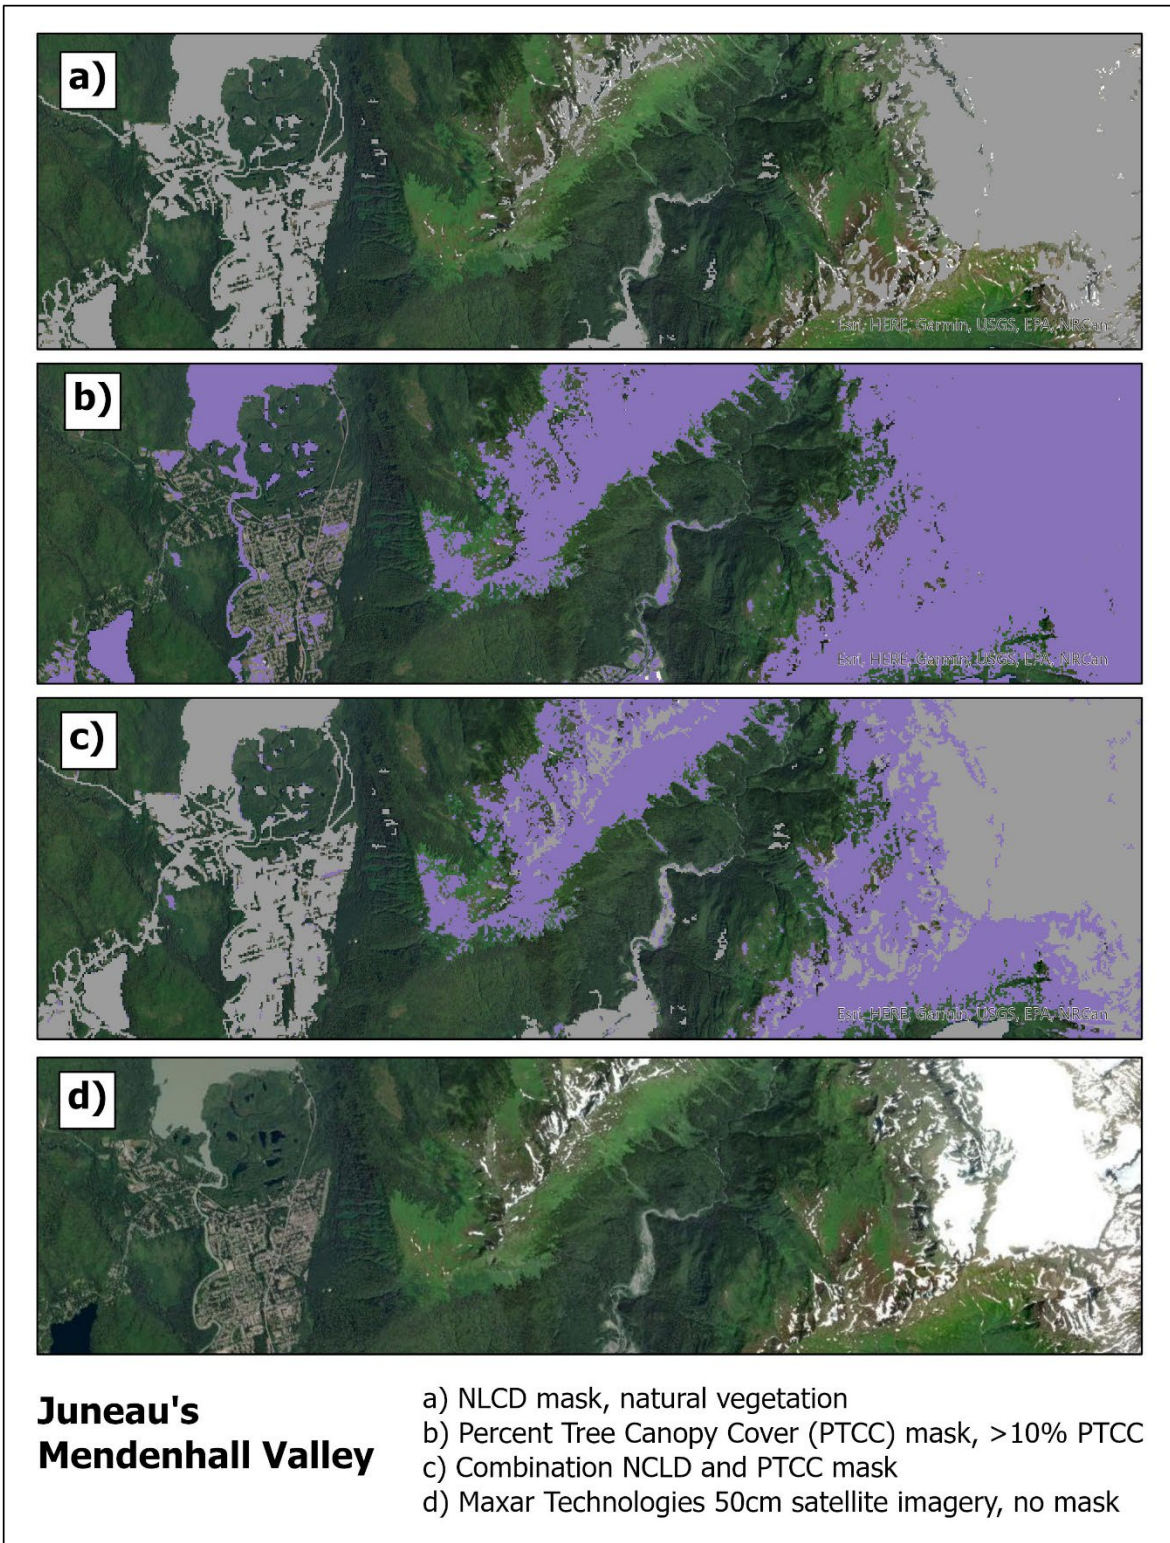 a)
Esri, HERE, Garmin, USGS, EPA, NRCan
b)
Esri, HERE, Garmin, USGS, EPA, NRCan
c)
Esri, HERE, Garmin, USGS, EPA, NRCan
d)
Juneau's
Mendenhall Valley
a) NLCD mask, natural vegetation
b) Percent Tree Canopy Cover (PTCC) mask, >10% PTCC
c) Combination NCLD and PTCC mask
d) Maxar Technologies 50cm satellite imagery, no mask